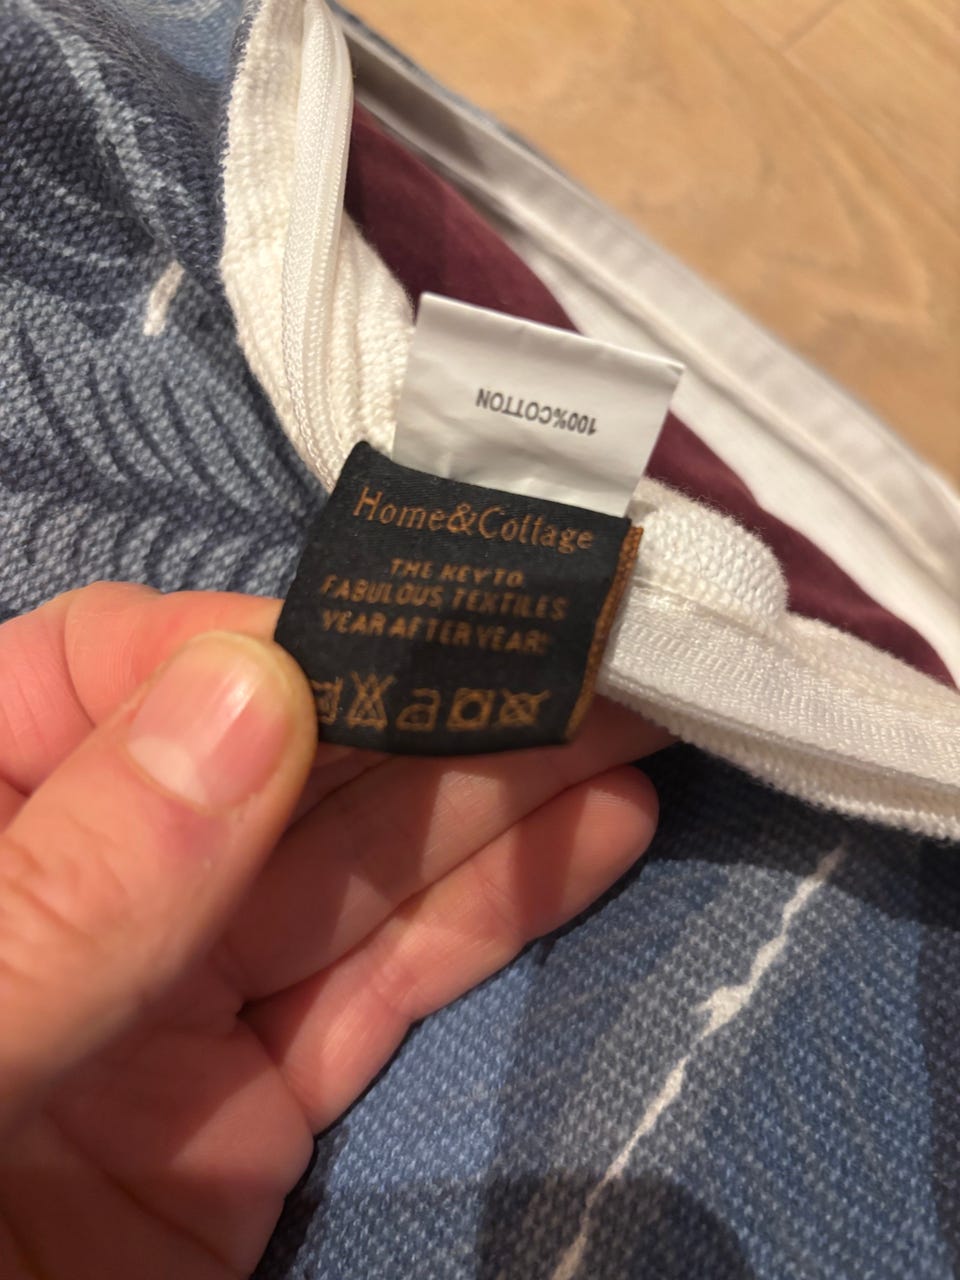 100%COTTON
Home&Cottage
THE KEY TO
FABULOUS TEXTILES
YEAR AFTER YEAR!